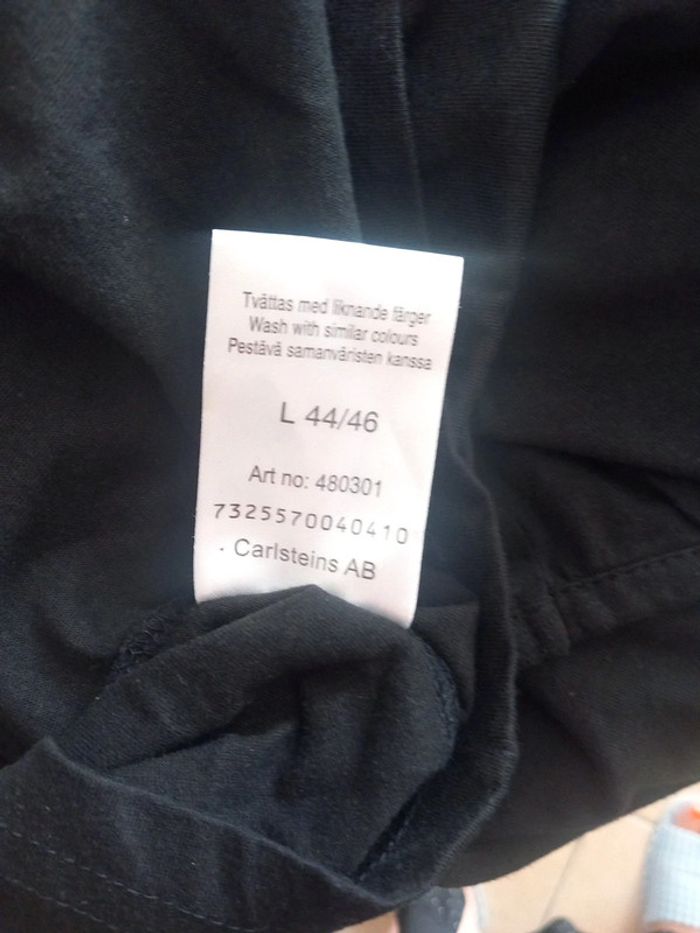 Tvättas med liknande färger
Wash with similar colours
Pestävä samanväristen kanssa
L 44/46
Art no: 480301
7325570040410
Carlsteins AB